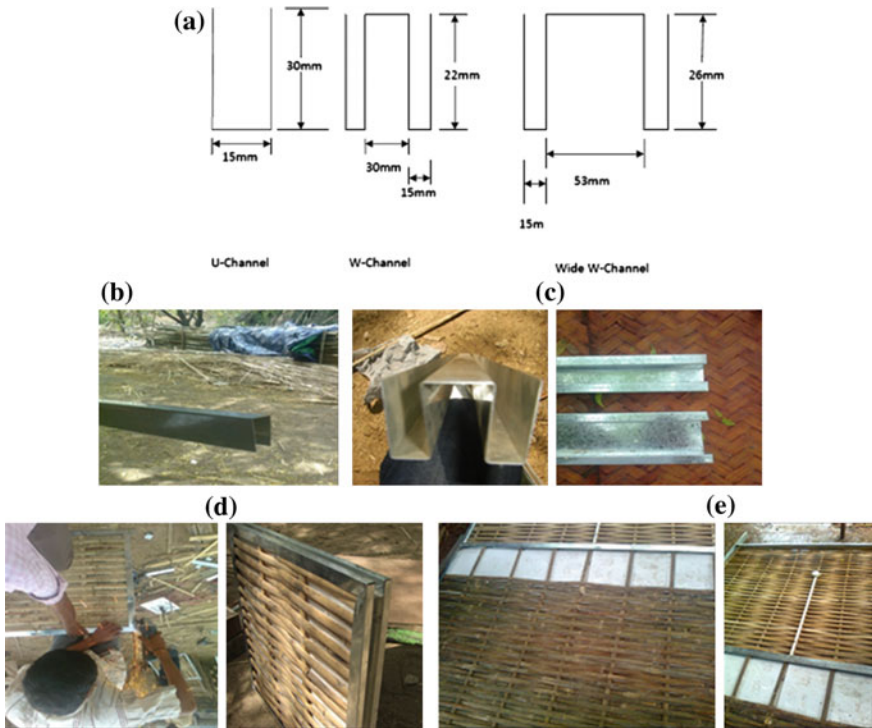 (a)
30mm
22mm
26mm
15mm
30mm
15mm
53mm
15m
U-Channel
W-Channel
Wide W-Channel
(b)
(c)
(d)
(e)